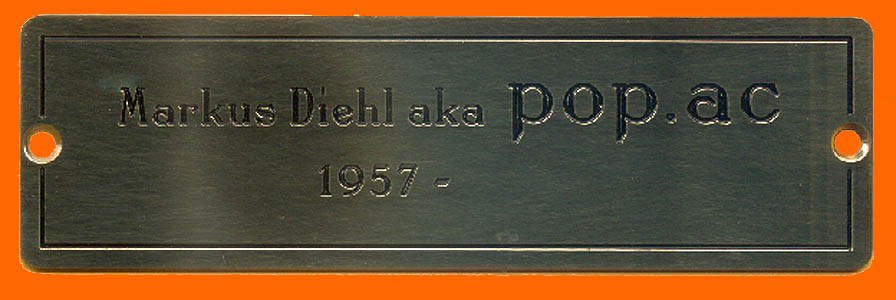 Markus Diehl aka pop.ac
1957 -